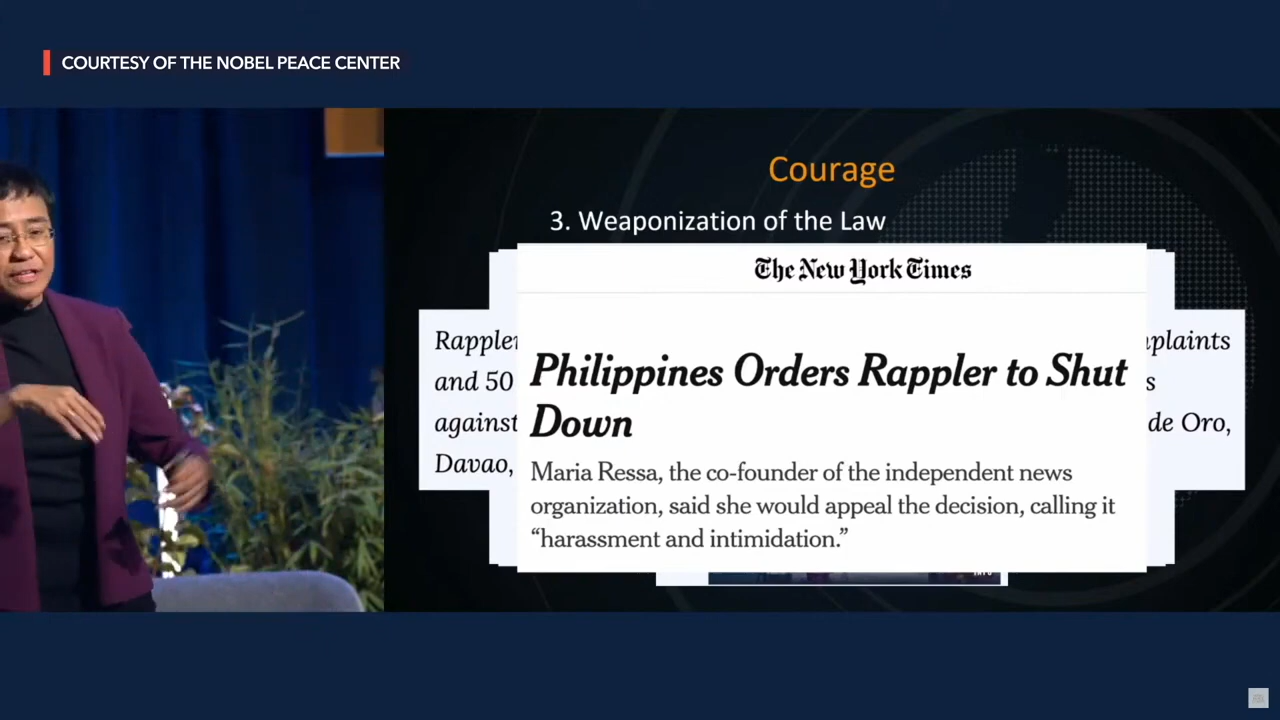 COURTESY OF THE NOBEL PEACE CENTER
Courage
3. Weaponization of the Law
The New York Times
Rappler
Philippines Orders Rappler to Shut
Down
and 50
against
de Oro,
Davao,
Maria Ressa, the co-founder of the independent news
organization, said she would appeal the decision, calling it
“harassment and intimidation.”